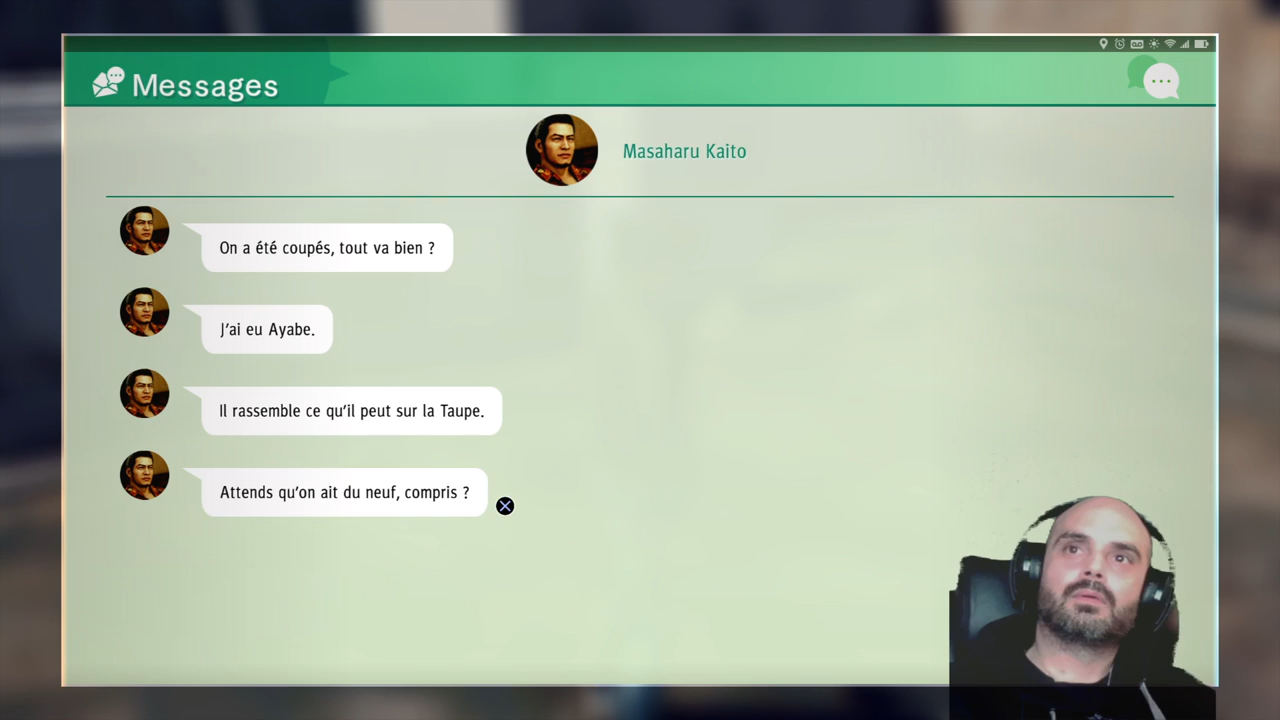 Messages
Masaharu Kaito
On a été coupés, tout va bien ?
J'ai eu Ayabe.
Il rassemble ce qu'il peut sur la Taupe.
Attends qu'on ait du neuf, compris ?